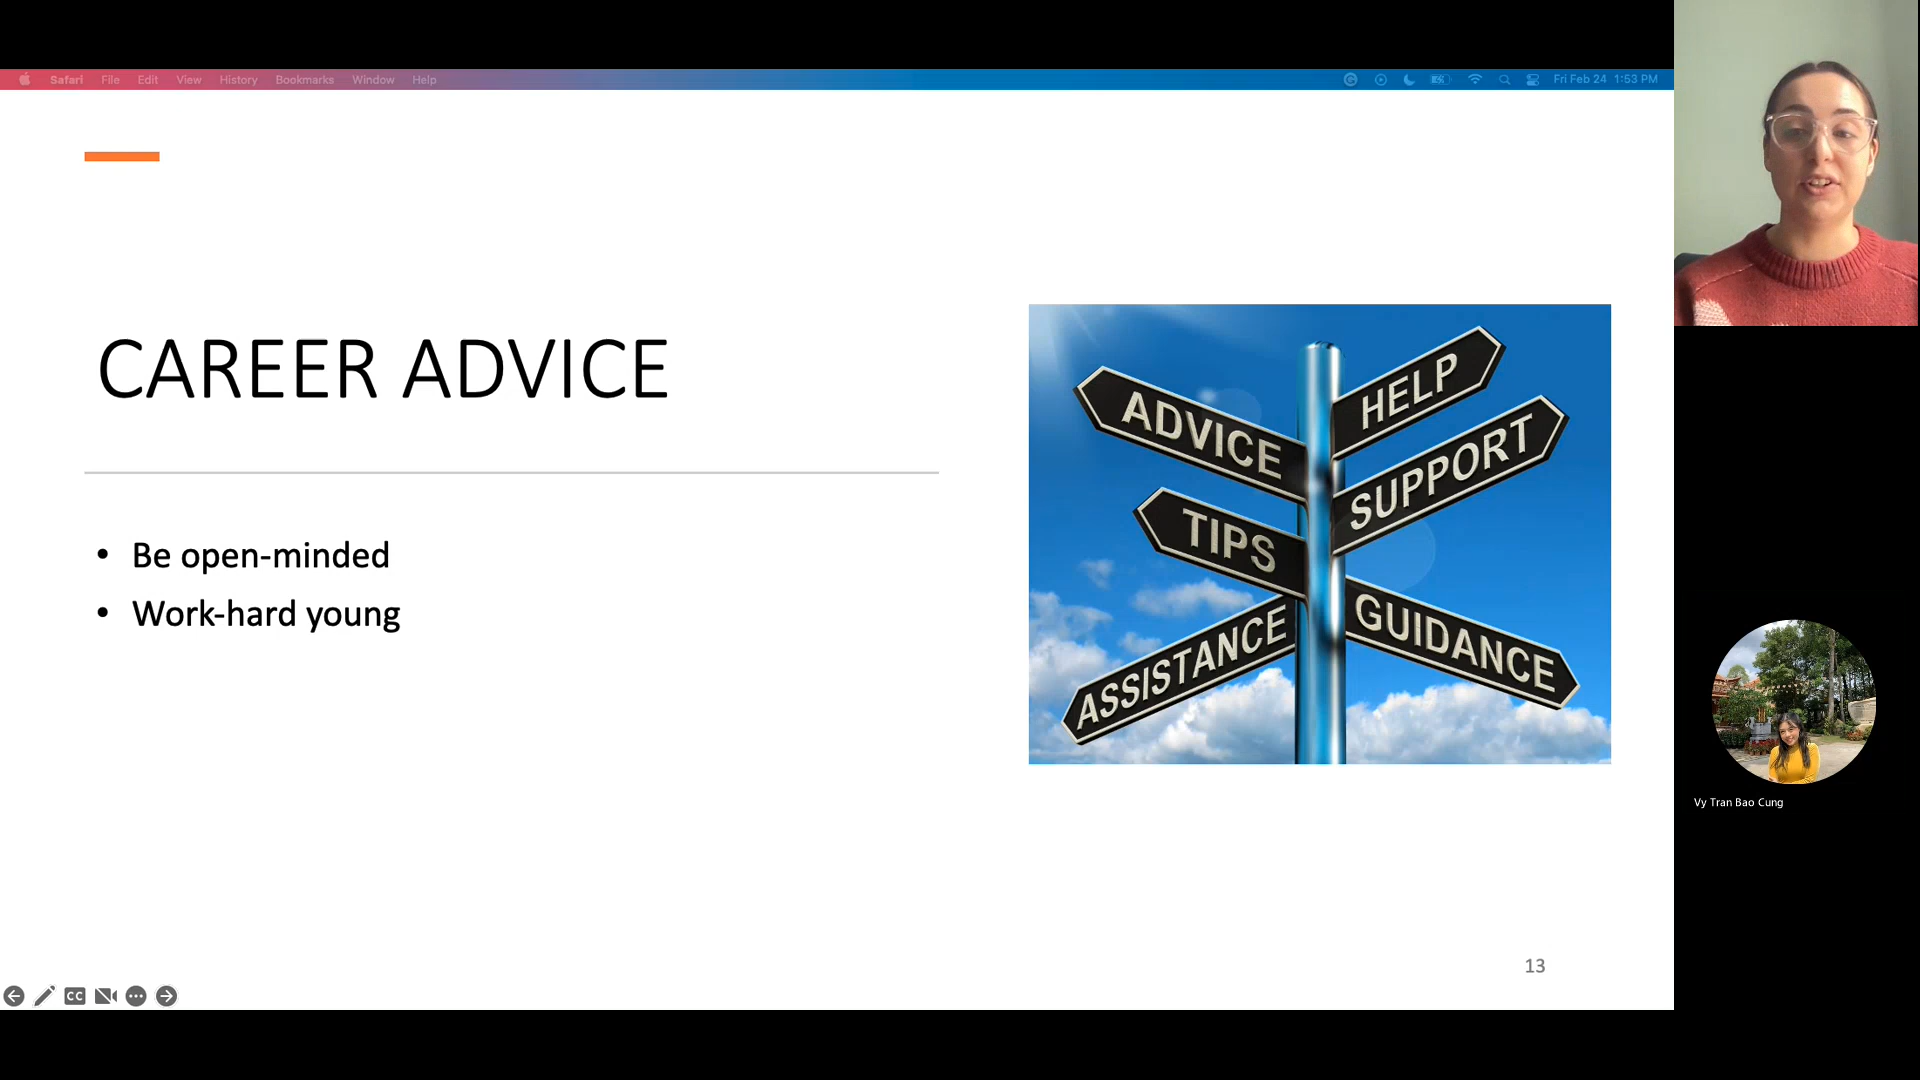 Safari File Edit View History Bookmarks Window Help
Fri Feb 24 1:53 PM
CAREER ADVICE
• Be open-minded
• Work-hard young
HELP
ADVICE
SUPPORT
TIPS
GUIDANCE
ASSISTANCE
13
CC
Vy Tran Bao Cung